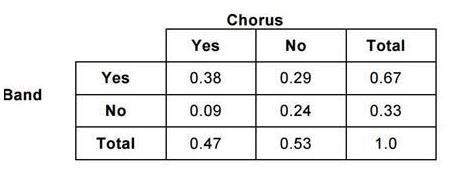 Chorus
Yes No Total
Band
Yes 0.38 0.29 0.67
No 0.09 0.24 0.33
Total 0.47 0.53 1.0